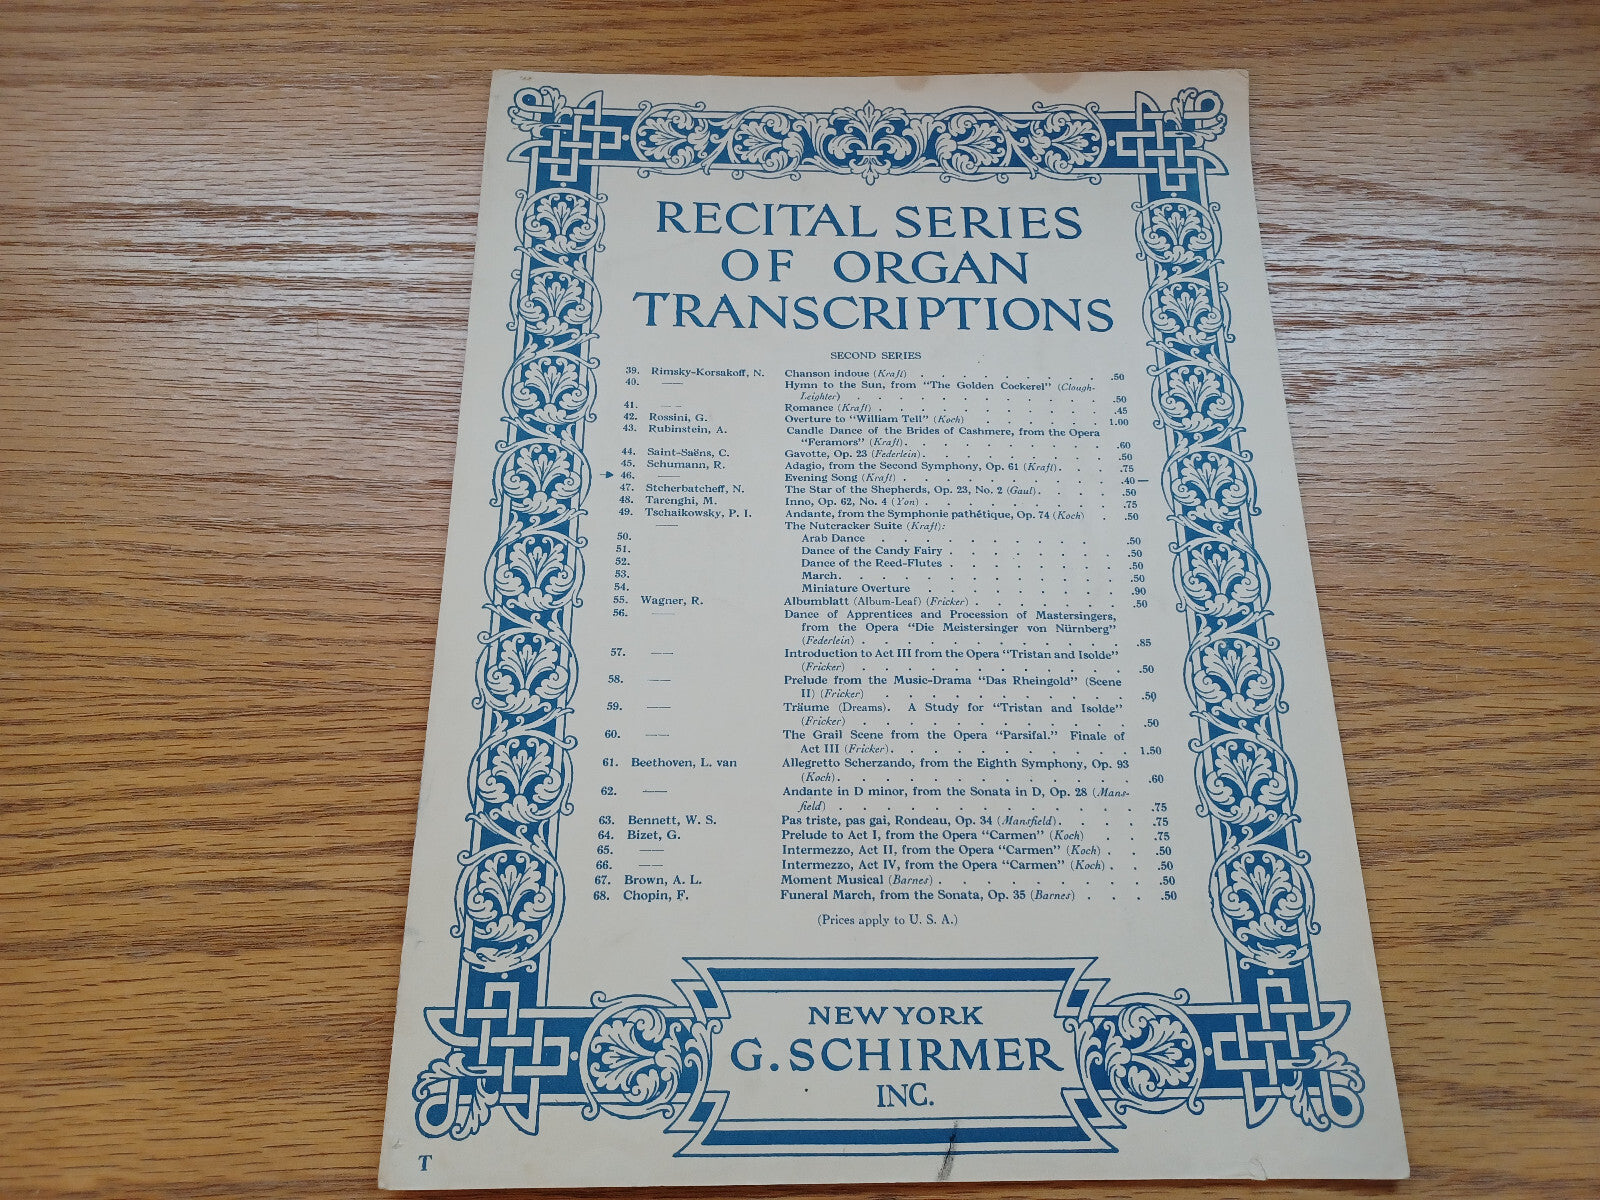 RECITAL SERIES
OF ORGAN
TRANSCRIPTIONS
SECOND SERIES
39. Rimsky-Korsakoff, N. Chanson indoue (Kraft) . . . . . . . . . .50
40. —— Hymn to the Sun, from "The Golden Cockerel" (Clough-
Leighter) . . . . . . . . . . . . .50
41. —— Romance (Kraft) . . . . . . . . . . . .45
42. Rossini, G. Overture to "William Tell" (Koch) . . . . . . 1.00
43. Rubinstein, A. Candle Dance of the Brides of Cashmere, from the Opera
"Feramors" (Kraft) . . . . . . . . . . .60
44. Saint-Saëns, C. Gavotte, Op. 23 (Federlein) . . . . . . . . . .50
45. Schumann, R. Adagio, from the Second Symphony, Op. 61 (Kraft) . . . .75
46. —— Evening Song (Kraft) . . . . . . . . . . .40 —
47. Stcherbatcheff, N. The Star of the Shepherds, Op. 23, No. 2 (Gaul) . . . . .50
48. Tarenghi, M. Inno, Op. 62, No. 4 (Yon) . . . . . . . . . .75
49. Tschaikowsky, P. I. Andante, from the Symphonie pathétique, Op. 74 (Koch) . .50
—— The Nutcracker Suite (Kraft):
50. Arab Dance . . . . . . . . . . . .50
51. Dance of the Candy Fairy . . . . . . . . .50
52. Dance of the Reed-Flutes . . . . . . . . .50
53. March . . . . . . . . . . . . .50
54. Miniature Overture . . . . . . . . . .90
55. Wagner, R. Albumblatt (Album-Leaf) (Fricker) . . . . . . . .50
56. —— Dance of Apprentices and Procession of Mastersingers,
from the Opera "Die Meistersinger von Nürnberg"
(Federlein) . . . . . . . . . . . . .85
57. —— Introduction to Act III from the Opera "Tristan and Isolde"
(Fricker) . . . . . . . . . . . . .50
58. —— Prelude from the Music-Drama "Das Rheingold" (Scene
II) (Fricker) . . . . . . . . . . . .50
59. —— Träume (Dreams). A Study for "Tristan and Isolde"
(Fricker) . . . . . . . . . . . . .50
60. —— The Grail Scene from the Opera "Parsifal." Finale of
Act III (Fricker) . . . . . . . . . . . 1.50
61. Beethoven, L. van Allegretto Scherzando, from the Eighth Symphony, Op. 93
(Koch) . . . . . . . . . . . . . .60
62. —— Andante in D minor, from the Sonata in D, Op. 28 (Mans-
field) . . . . . . . . . . . . . .75
63. Bennett, W. S. Pas triste, pas gai, Rondeau, Op. 34 (Mansfield) . . . . .75
64. Bizet, G. Prelude to Act I, from the Opera "Carmen" (Koch) . . .75
65. —— Intermezzo, Act II, from the Opera "Carmen" (Koch) . . .50
66. —— Intermezzo, Act IV, from the Opera "Carmen" (Koch) . . .50
67. Brown, A. L. Moment Musical (Barnes) . . . . . . . . . .50
68. Chopin, F. Funeral March, from the Sonata, Op. 35 (Barnes) . . . .50
(Prices apply to U. S. A.)
NEW YORK
G. SCHIRMER
INC.
T